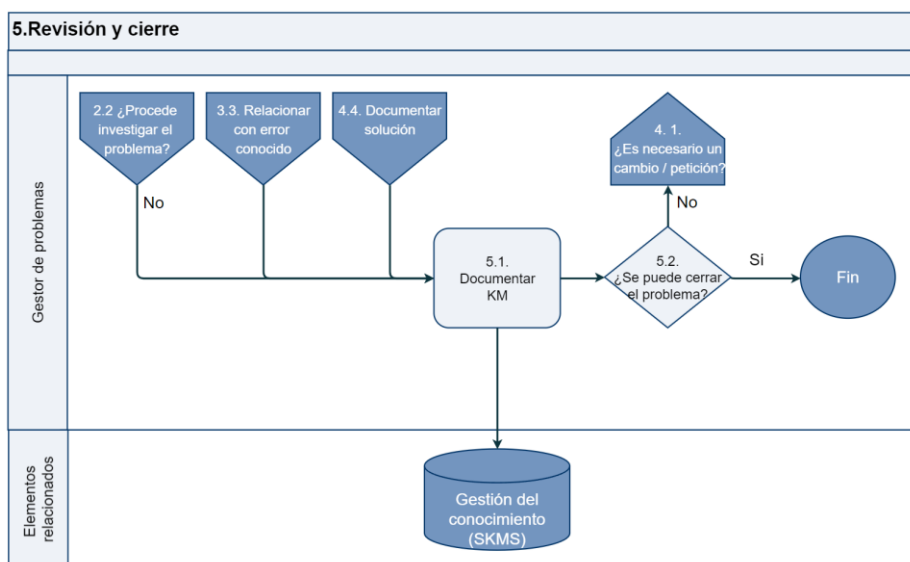 5.Revisión y cierre
Gestor de problemas
2.2 ¿Procede
investigar el
problema?
3.3. Relacionar
con error
conocido
4.4. Documentar
solución
4. 1.
¿Es necesario un
cambio / petición?
No
No
5.1.
Documentar
KM
5.2.
¿Se puede cerrar
el problema?
Si
Fin
Elementos
relacionados
Gestión del
conocimiento
(SKMS)